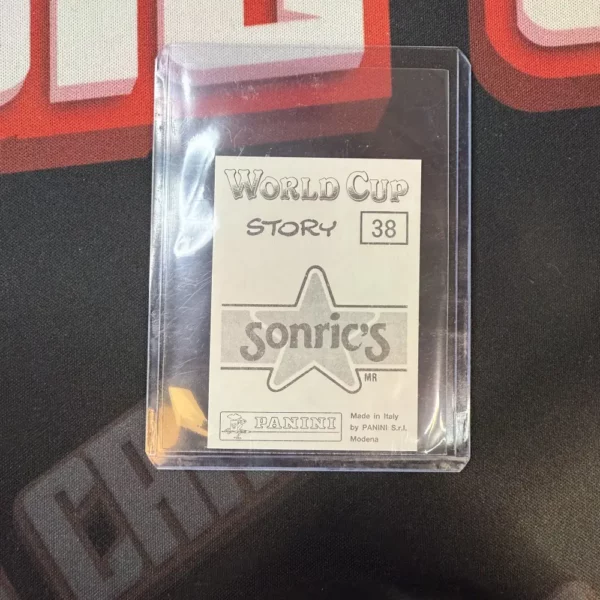 WORLD CUP
STORY 38
Sonric's
MR
PANINI
Made in Italy
by PANINI S.r.l.
Modena